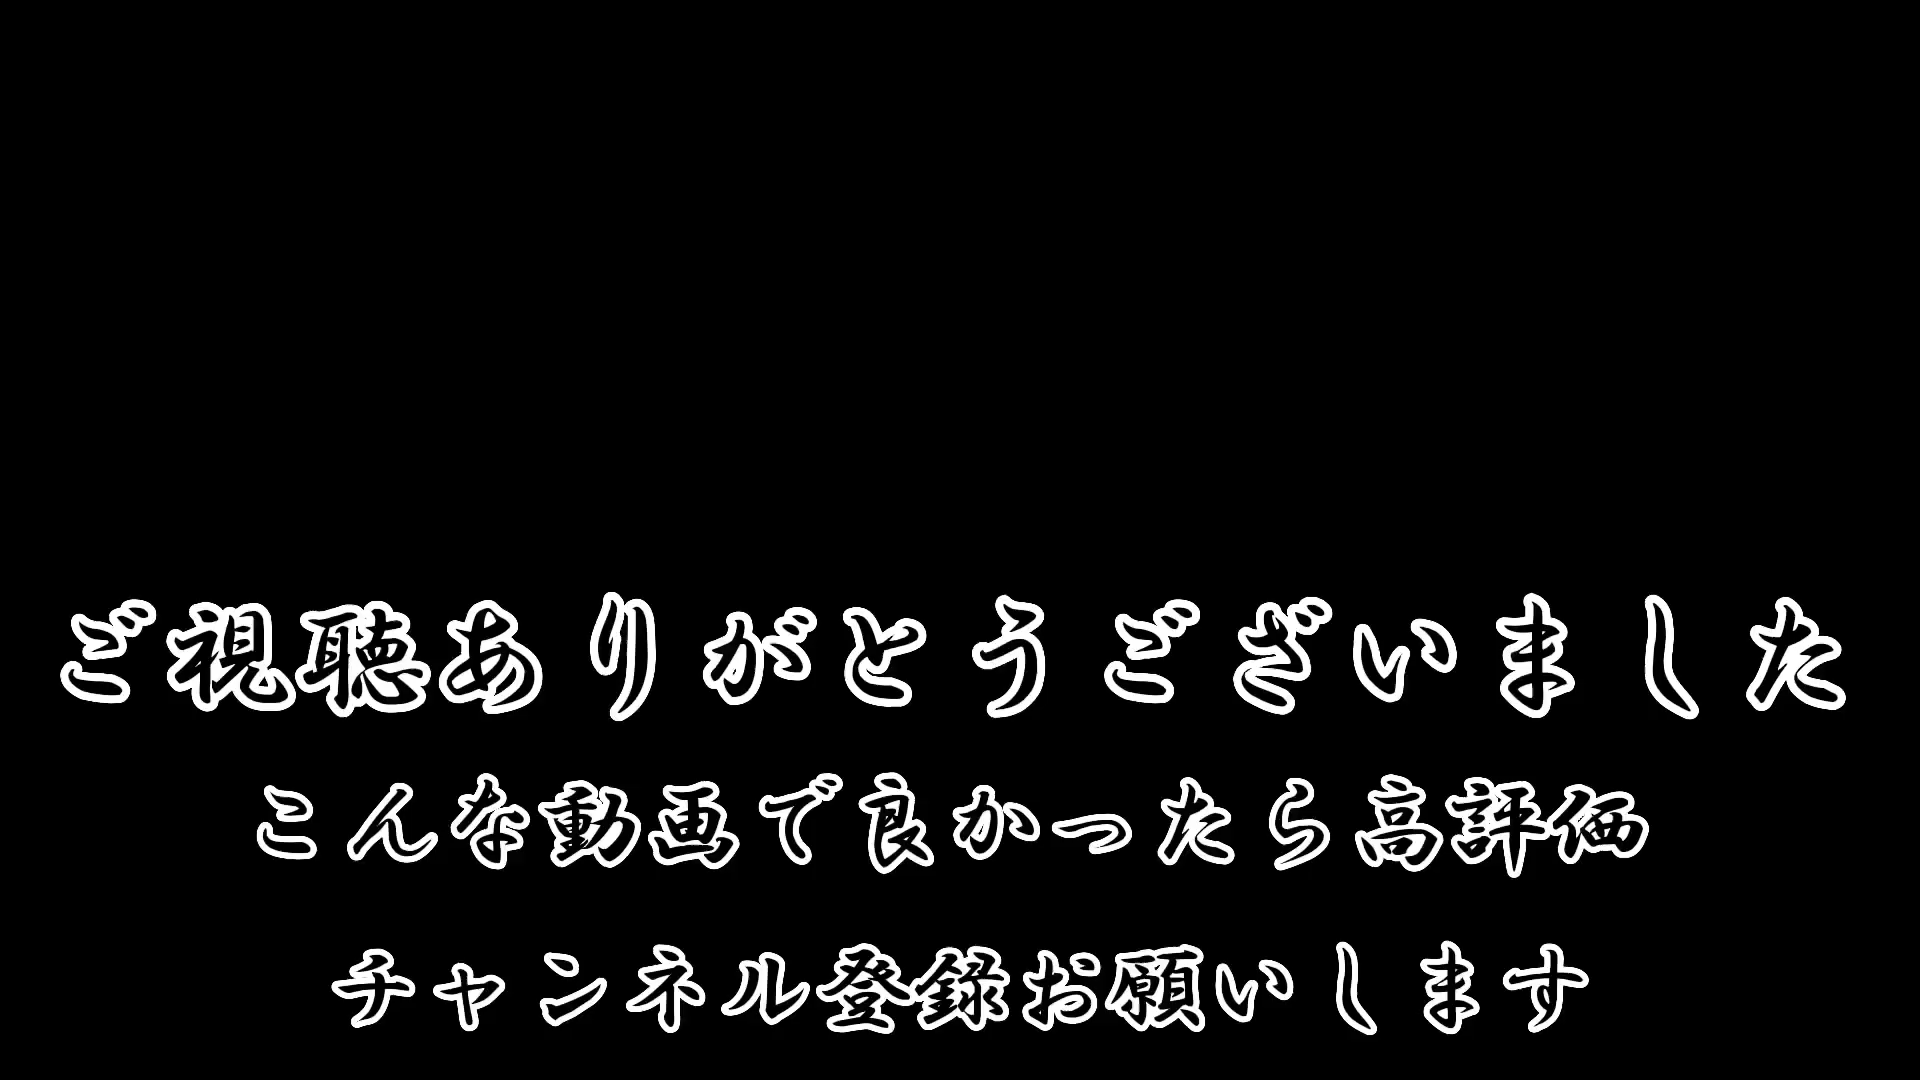 ご視聴ありがとうございました
こんな動画で良かったら高評価
チャンネル登録お願いします